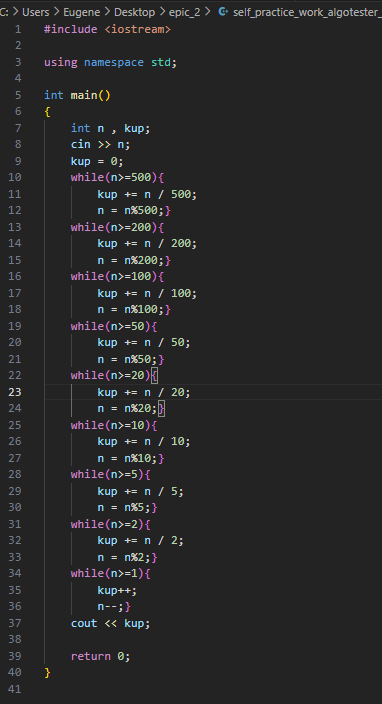 C: > Users > Eugene > Desktop > epic_2 > self_practice_work_algotester_
1 #include <iostream>
2
3 using namespace std;
4
5 int main()
6 {
7 int n , kup;
8 cin >> n;
9 kup = 0;
10 while(n>=500){
11 kup += n / 500;
12 n = n%500;}
13 while(n>=200){
14 kup += n / 200;
15 n = n%200;}
16 while(n>=100){
17 kup += n / 100;
18 n = n%100;}
19 while(n>=50){
20 kup += n / 50;
21 n = n%50;}
22 while(n>=20){
23 kup += n / 20;
24 n = n%20;}
25 while(n>=10){
26 kup += n / 10;
27 n = n%10;}
28 while(n>=5){
29 kup += n / 5;
30 n = n%5;}
31 while(n>=2){
32 kup += n / 2;
33 n = n%2;}
34 while(n>=1){
35 kup++;
36 n--;}
37 cout << kup;
38
39 return 0;
40 }
41